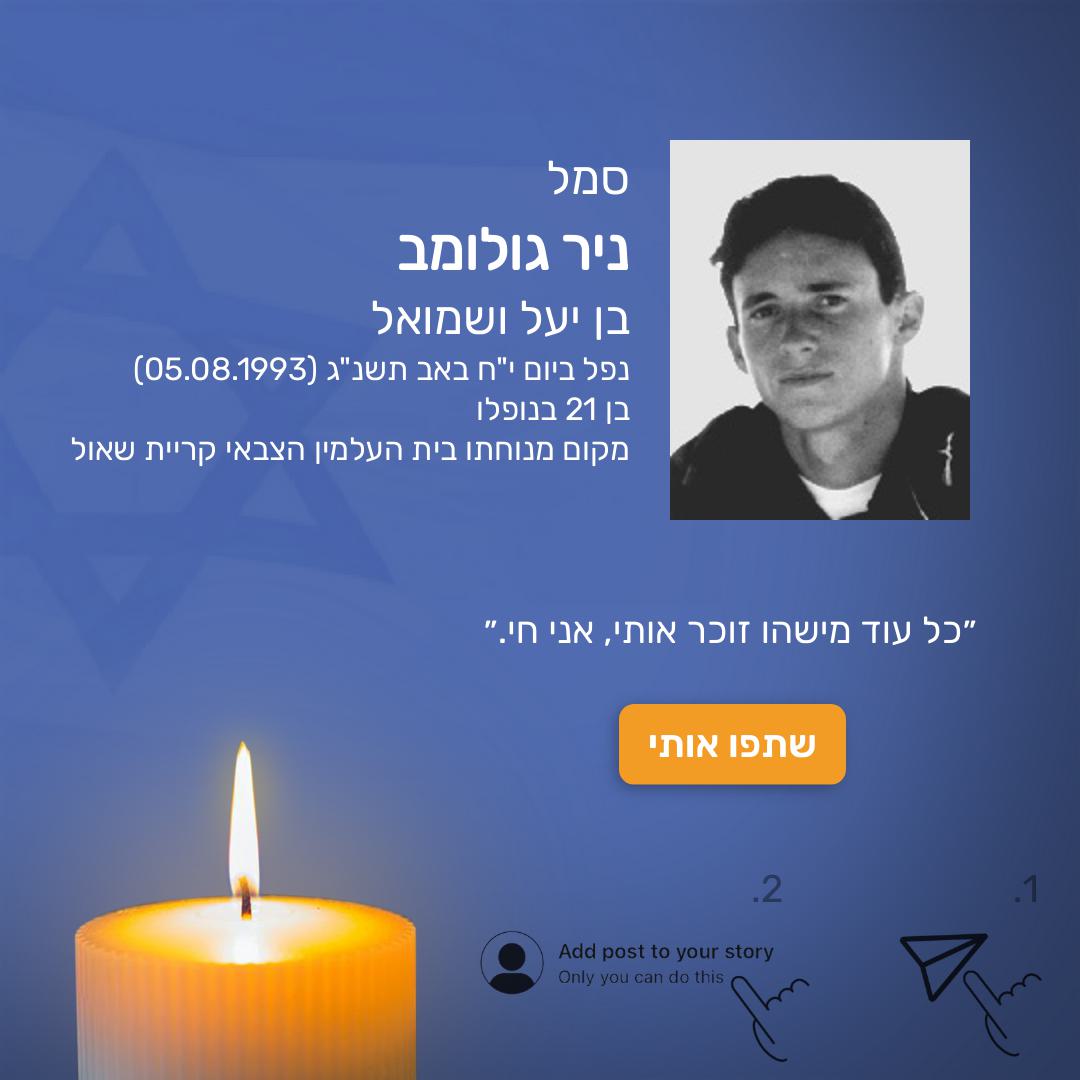 סמל
ניר גולומב
בן יעל ושמואל
נפל ביום י"ח באב תשנ"ג (05.08.1993)
בן 21 בנופלו
מקום מנוחתו בית העלמין הצבאי קריית שאול
״כל עוד מישהו זוכר אותי, אני חי.״
שתפו אותי
.1
.2
Add post to your story
Only you can do this